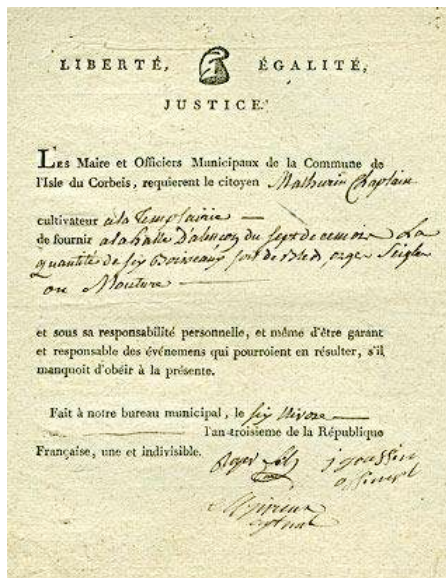 LIBERTÉ, ÉGALITÉ,
JUSTICE.
LES Maire et Officiers Municipaux de la Commune de
l'Isle du Corbeis, requierent le citoyen Mathurin Chaplain
cultivateur a la Templairie
de fournir a la halle D'alencon du sept de ce mois La
quantité de six Boisseaux soit de Bled, orge Seigle
ou Mouture
et sous sa responsabilité personnelle, et même d'être garant
et responsable des événemens qui pourroient en résulter, s'il
manquoit d'obéir à la présente.
Fait à notre bureau municipal, le six Nivose
l'an troisieme de la République
Française, une et indivisible.
Roger